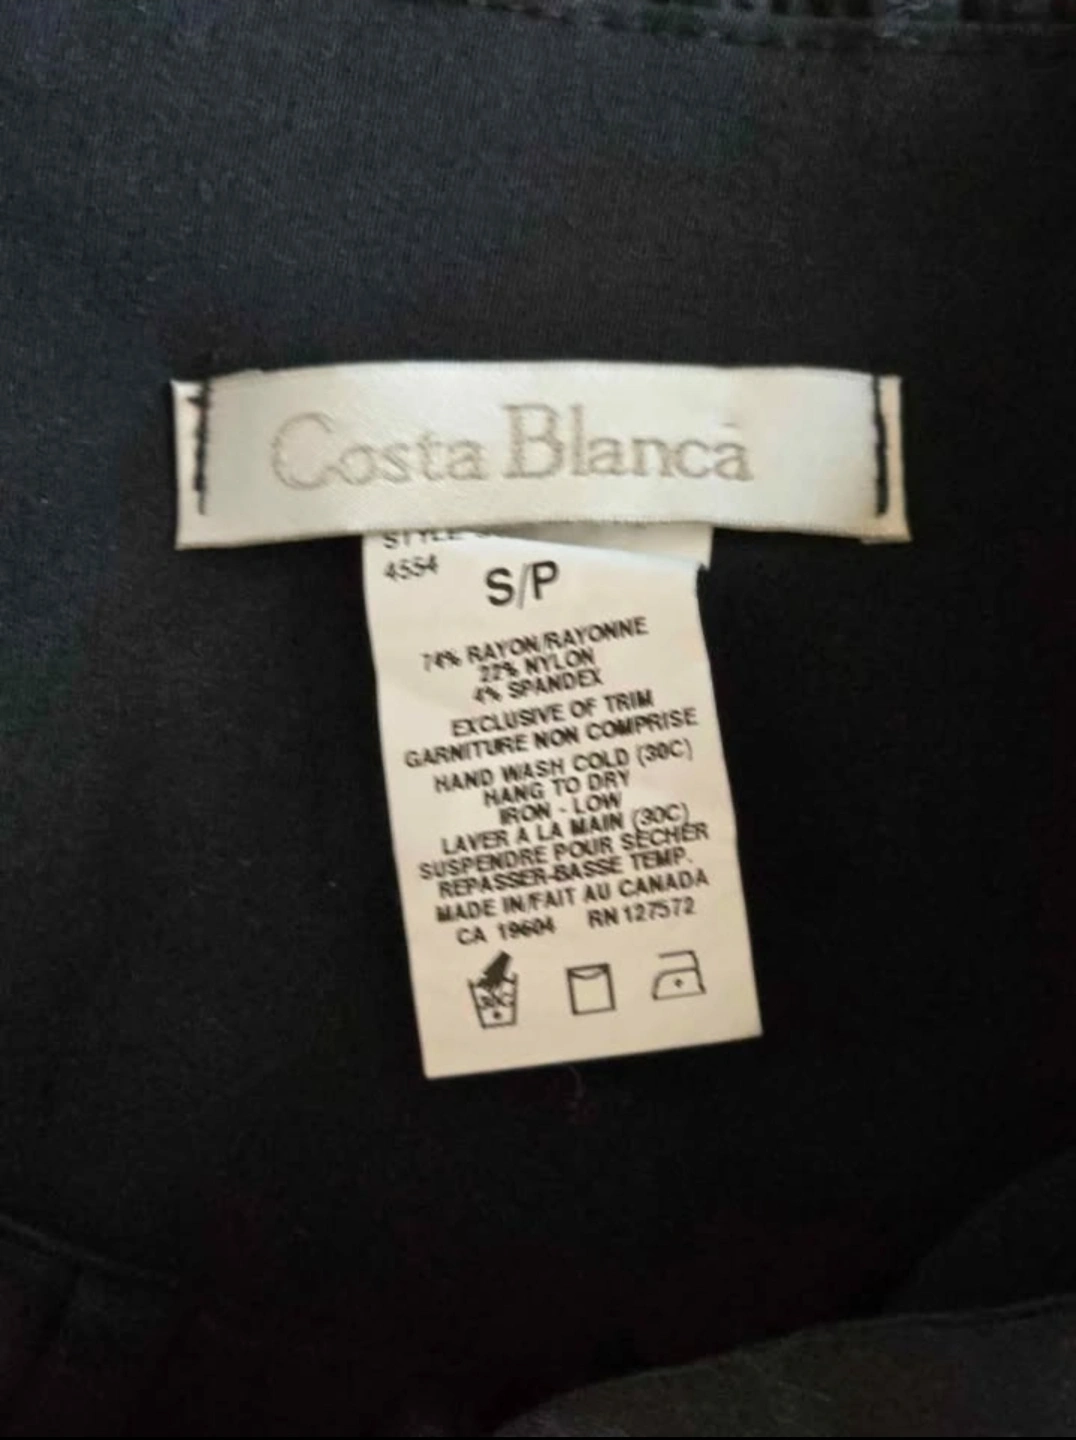 Costa Blanca
STYLE
4554 S/P
74% RAYON/RAYONNE
22% NYLON
4% SPANDEX
EXCLUSIVE OF TRIM
GARNITURE NON COMPRISE
HAND WASH COLD (30C)
HANG TO DRY
IRON - LOW
LAVER A LA MAIN (30C)
SUSPENDRE POUR SECHER
REPASSER-BASSE TEMP.
MADE IN/FAIT AU CANADA
CA 19604 RN 127572
30C